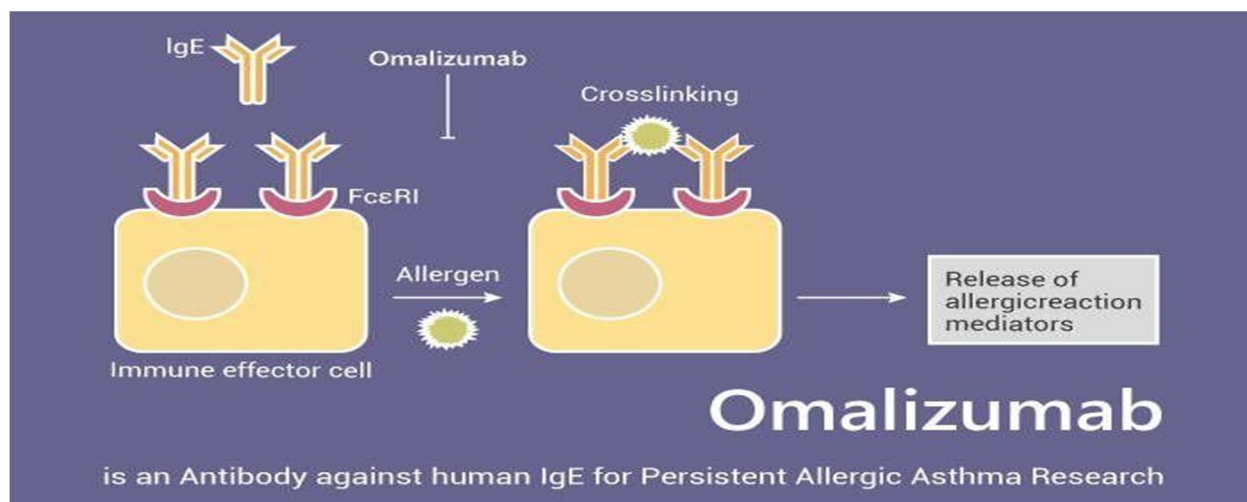 IgE
Omalizumab
Crosslinking
FcεRI
Allergen
Immune effector cell
Release of
allergicreaction
mediators
Omalizumab
is an Antibody against human IgE for Persistent Allergic Asthma Research